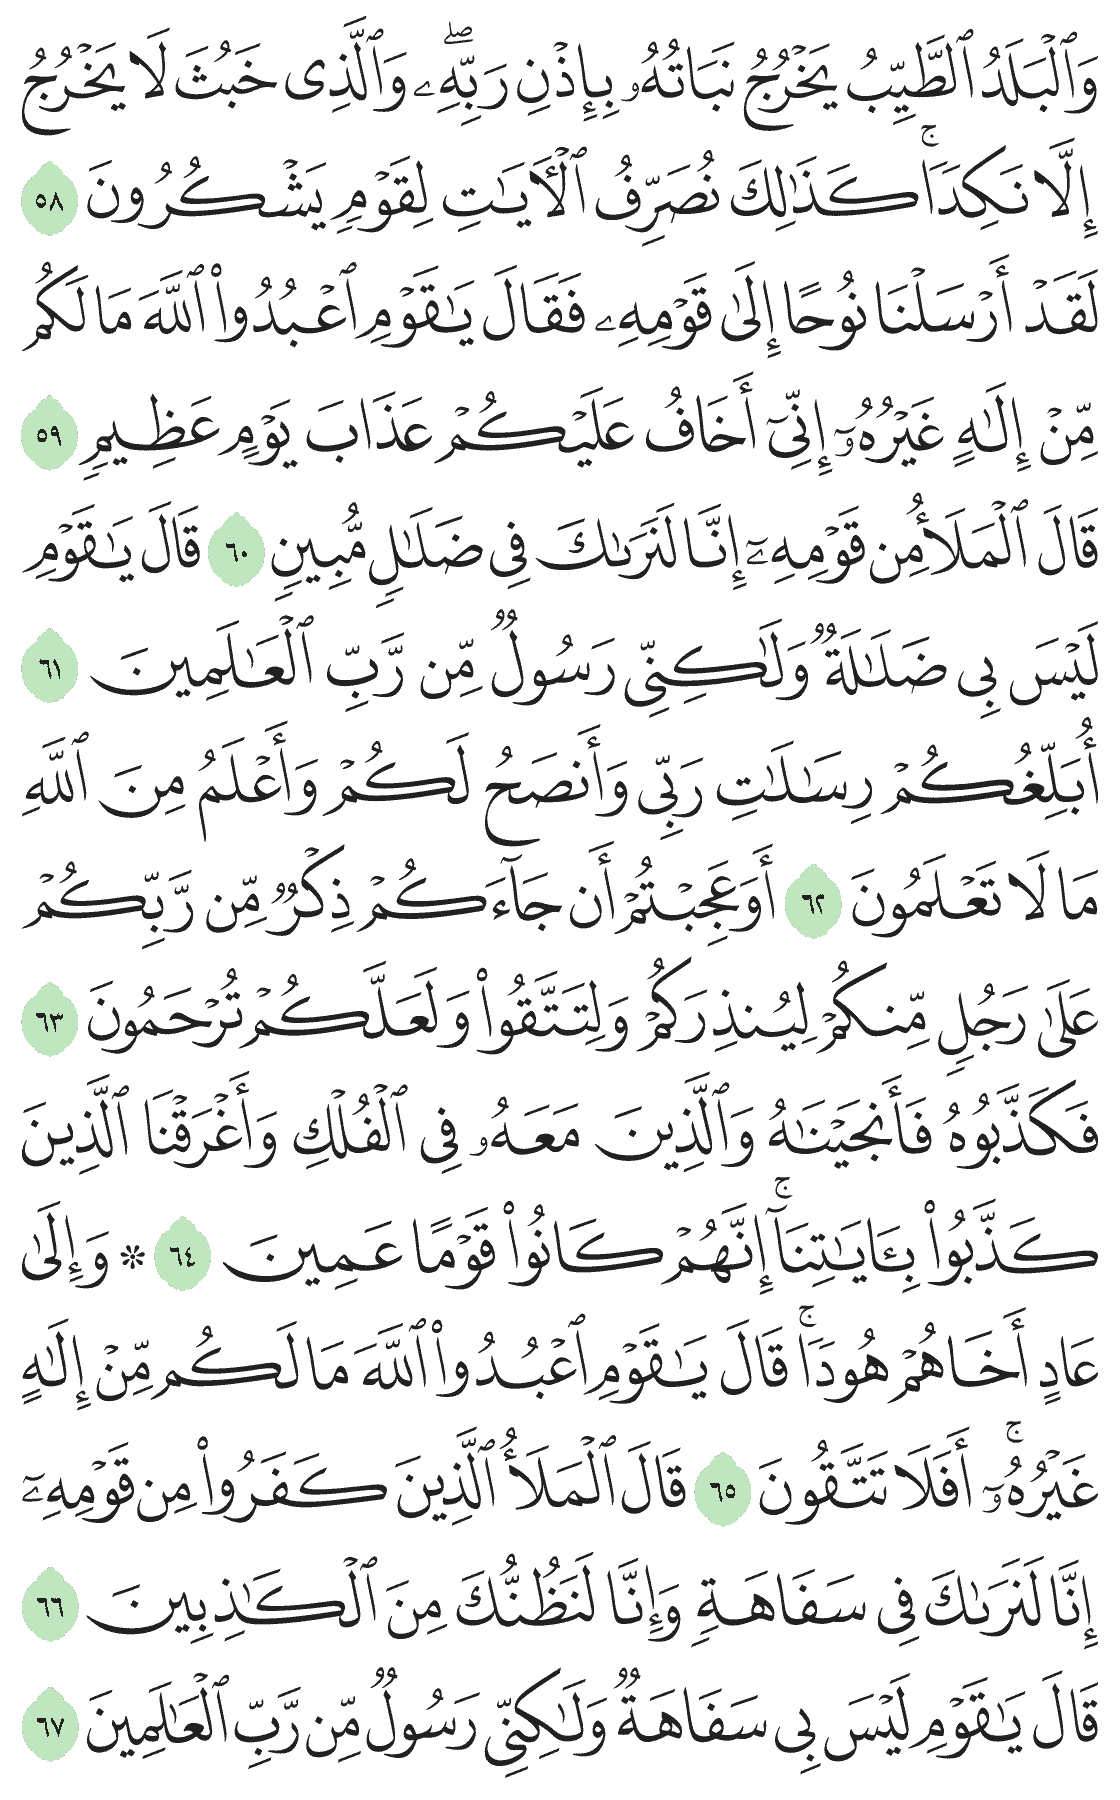 وَٱلْبَلَدُ ٱلطَّيِّبُ يَخْرُجُ نَبَاتُهُۥ بِإِذْنِ رَبِّهِۦۖ وَٱلَّذِى خَبُثَ لَا يَخْرُجُ
إِلَّا نَكِدًاۚ كَذَٰلِكَ نُصَرِّفُ ٱلْأَيَـٰتِ لِقَوْمٍ يَشْكُرُونَ ٥٨
لَقَدْ أَرْسَلْنَا نُوحًا إِلَىٰ قَوْمِهِۦ فَقَالَ يَـٰقَوْمِ ٱعْبُدُوا۟ ٱللَّهَ مَا لَكُم
مِّنْ إِلَـٰهٍ غَيْرُهُۥٓ إِنِّىٓ أَخَافُ عَلَيْكُمْ عَذَابَ يَوْمٍ عَظِيمٍ ٥٩
قَالَ ٱلْمَلَأُ مِن قَوْمِهِۦٓ إِنَّا لَنَرَىٰكَ فِى ضَلَـٰلٍ مُّبِينٍ ٦٠ قَالَ يَـٰقَوْمِ
لَيْسَ بِى ضَلَـٰلَةٌ وَلَـٰكِنِّى رَسُولٌ مِّن رَّبِّ ٱلْعَـٰلَمِينَ ٦١
أُبَلِّغُكُمْ رِسَـٰلَـٰتِ رَبِّى وَأَنصَحُ لَكُمْ وَأَعْلَمُ مِنَ ٱللَّهِ
مَا لَا تَعْلَمُونَ ٦٢ أَوَعَجِبْتُمْ أَن جَآءَكُمْ ذِكْرٌ مِّن رَّبِّكُمْ
عَلَىٰ رَجُلٍ مِّنكُمْ لِيُنذِرَكُمْ وَلِتَتَّقُوا۟ وَلَعَلَّكُمْ تُرْحَمُونَ ٦٣
فَكَذَّبُوهُ فَأَنجَيْنَـٰهُ وَٱلَّذِينَ مَعَهُۥ فِى ٱلْفُلْكِ وَأَغْرَقْنَا ٱلَّذِينَ
كَذَّبُوا۟ بِـَٔايَـٰتِنَآۚ إِنَّهُمْ كَانُوا۟ قَوْمًا عَمِينَ ٦٤ ۞ وَإِلَىٰ
عَادٍ أَخَاهُمْ هُودًاۚ قَالَ يَـٰقَوْمِ ٱعْبُدُوا۟ ٱللَّهَ مَا لَكُم مِّنْ إِلَـٰهٍ
غَيْرُهُۥٓۚ أَفَلَا تَتَّقُونَ ٦٥ قَالَ ٱلْمَلَأُ ٱلَّذِينَ كَفَرُوا۟ مِن قَوْمِهِۦٓ
إِنَّا لَنَرَىٰكَ فِى سَفَاهَةٍ وَإِنَّا لَنَظُنُّكَ مِنَ ٱلْكَـٰذِبِينَ ٦٦
قَالَ يَـٰقَوْمِ لَيْسَ بِى سَفَاهَةٌ وَلَـٰكِنِّى رَسُولٌ مِّن رَّبِّ ٱلْعَـٰلَمِينَ ٦٧